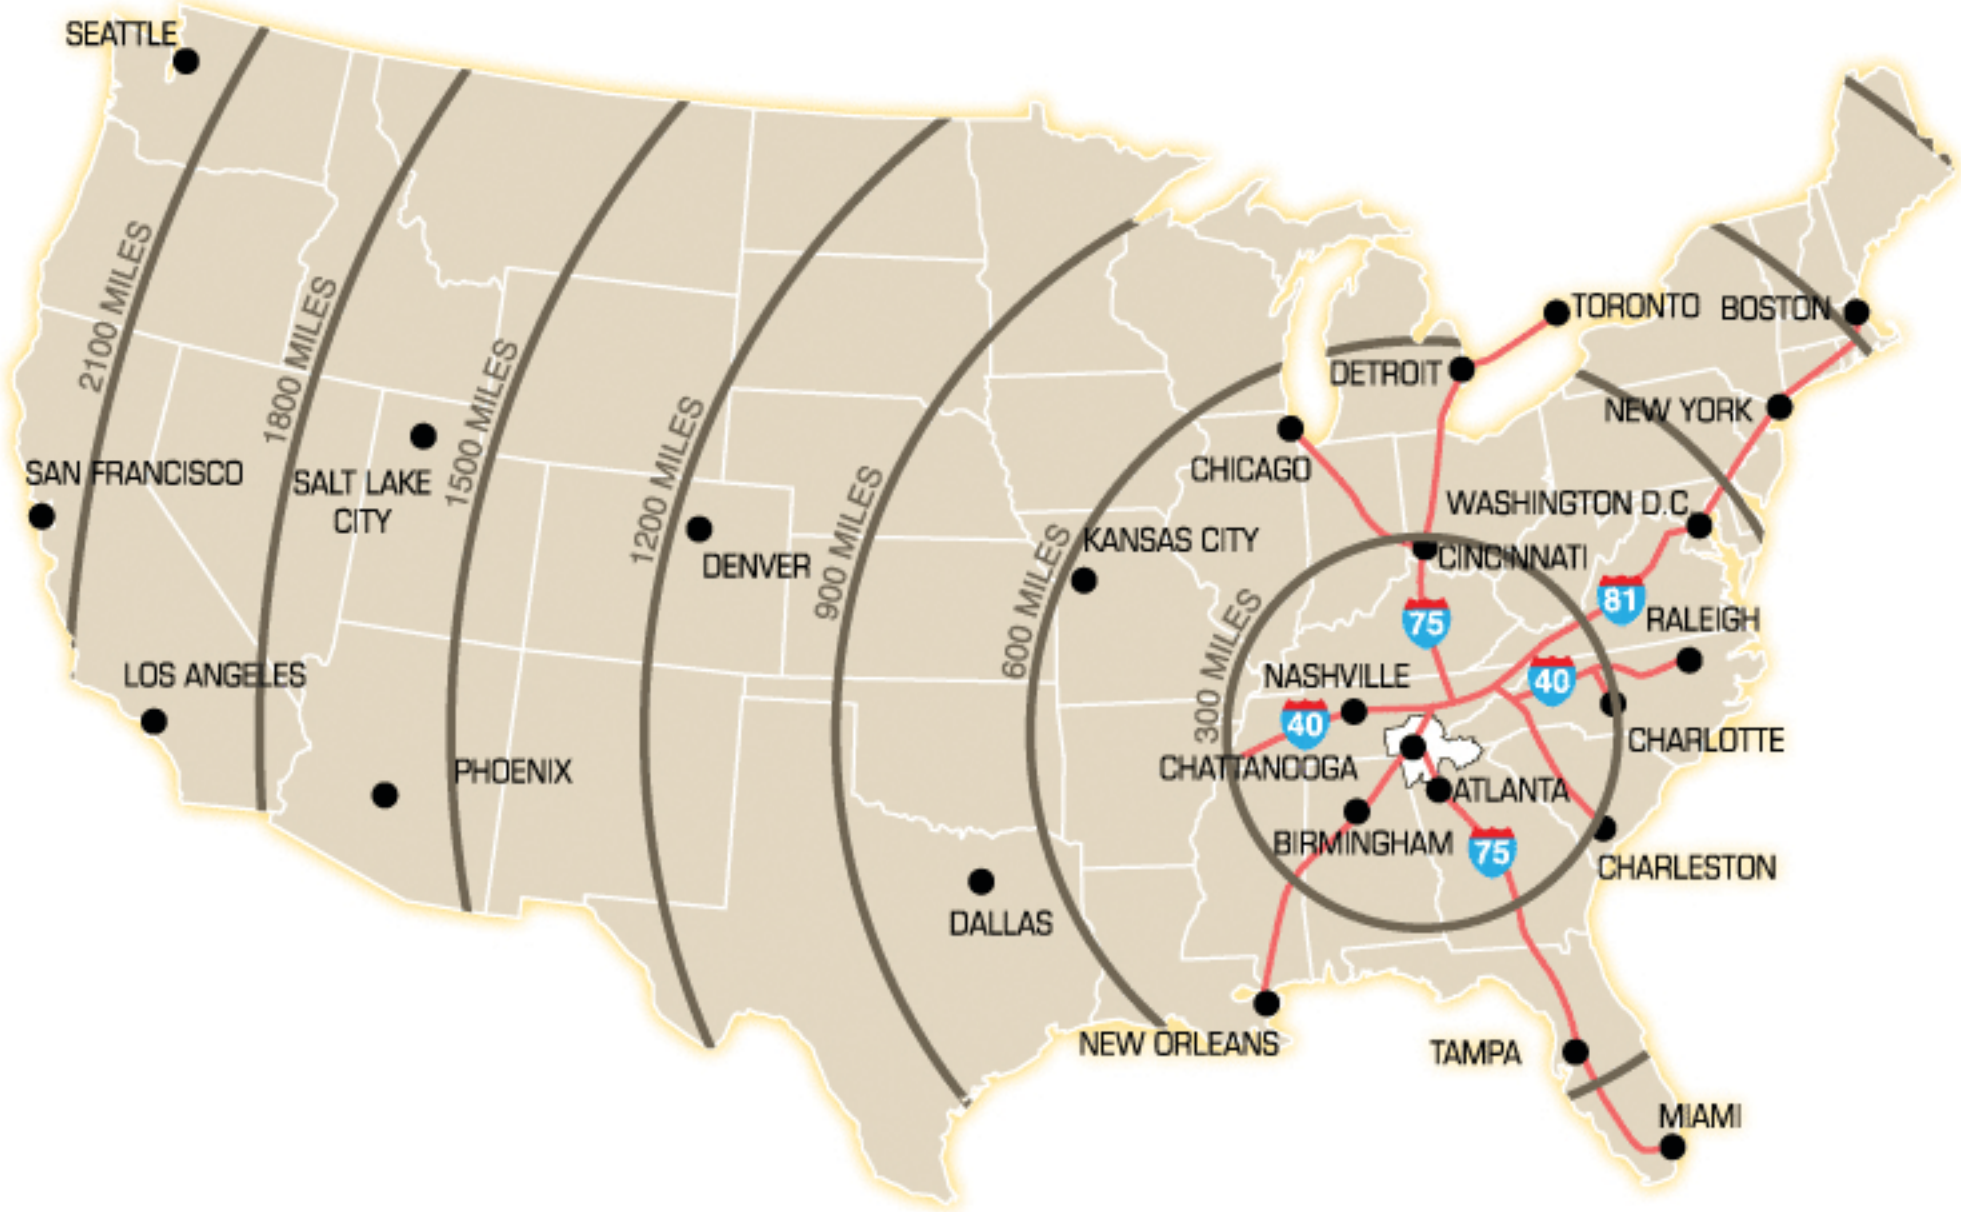 SEATTLE
2100 MILES
1800 MILES
1500 MILES
1200 MILES
900 MILES
600 MILES
300 MILES
TORONTO
BOSTON
DETROIT
NEW YORK
CHICAGO
SAN FRANCISCO
SALT LAKE
CITY
WASHINGTON D.C.
KANSAS CITY
CINCINNATI
DENVER
81
75
RALEIGH
LOS ANGELES
NASHVILLE
40
40
CHARLOTTE
PHOENIX
CHATTANOOGA
ATLANTA
BIRMINGHAM
75
CHARLESTON
DALLAS
NEW ORLEANS
TAMPA
MIAMI